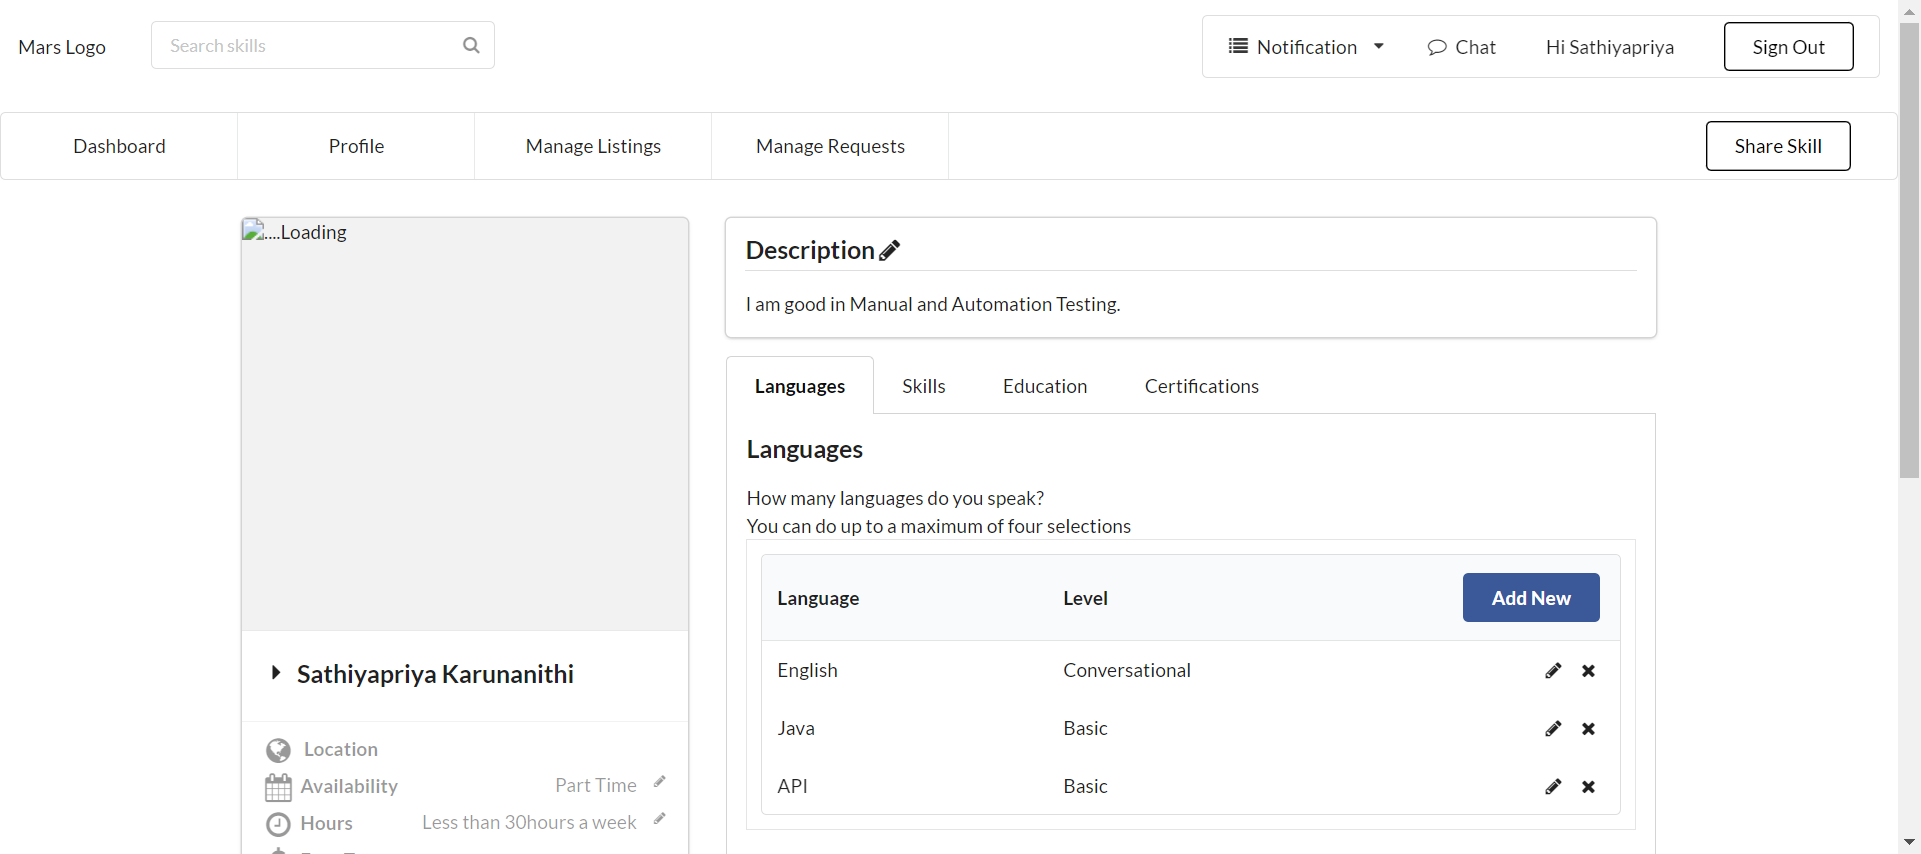 Mars Logo
Search skills
Notification
Chat
Hi Sathiyapriya
Sign Out
Dashboard
Profile
Manage Listings
Manage Requests
Share Skill
....Loading
Sathiyapriya Karunanithi
Location
Availability Part Time
Hours Less than 30hours a week
Description
I am good in Manual and Automation Testing.
Languages Skills Education Certifications
Languages
How many languages do you speak?
You can do up to a maximum of four selections
Language Level Add New
English Conversational
Java Basic
API Basic